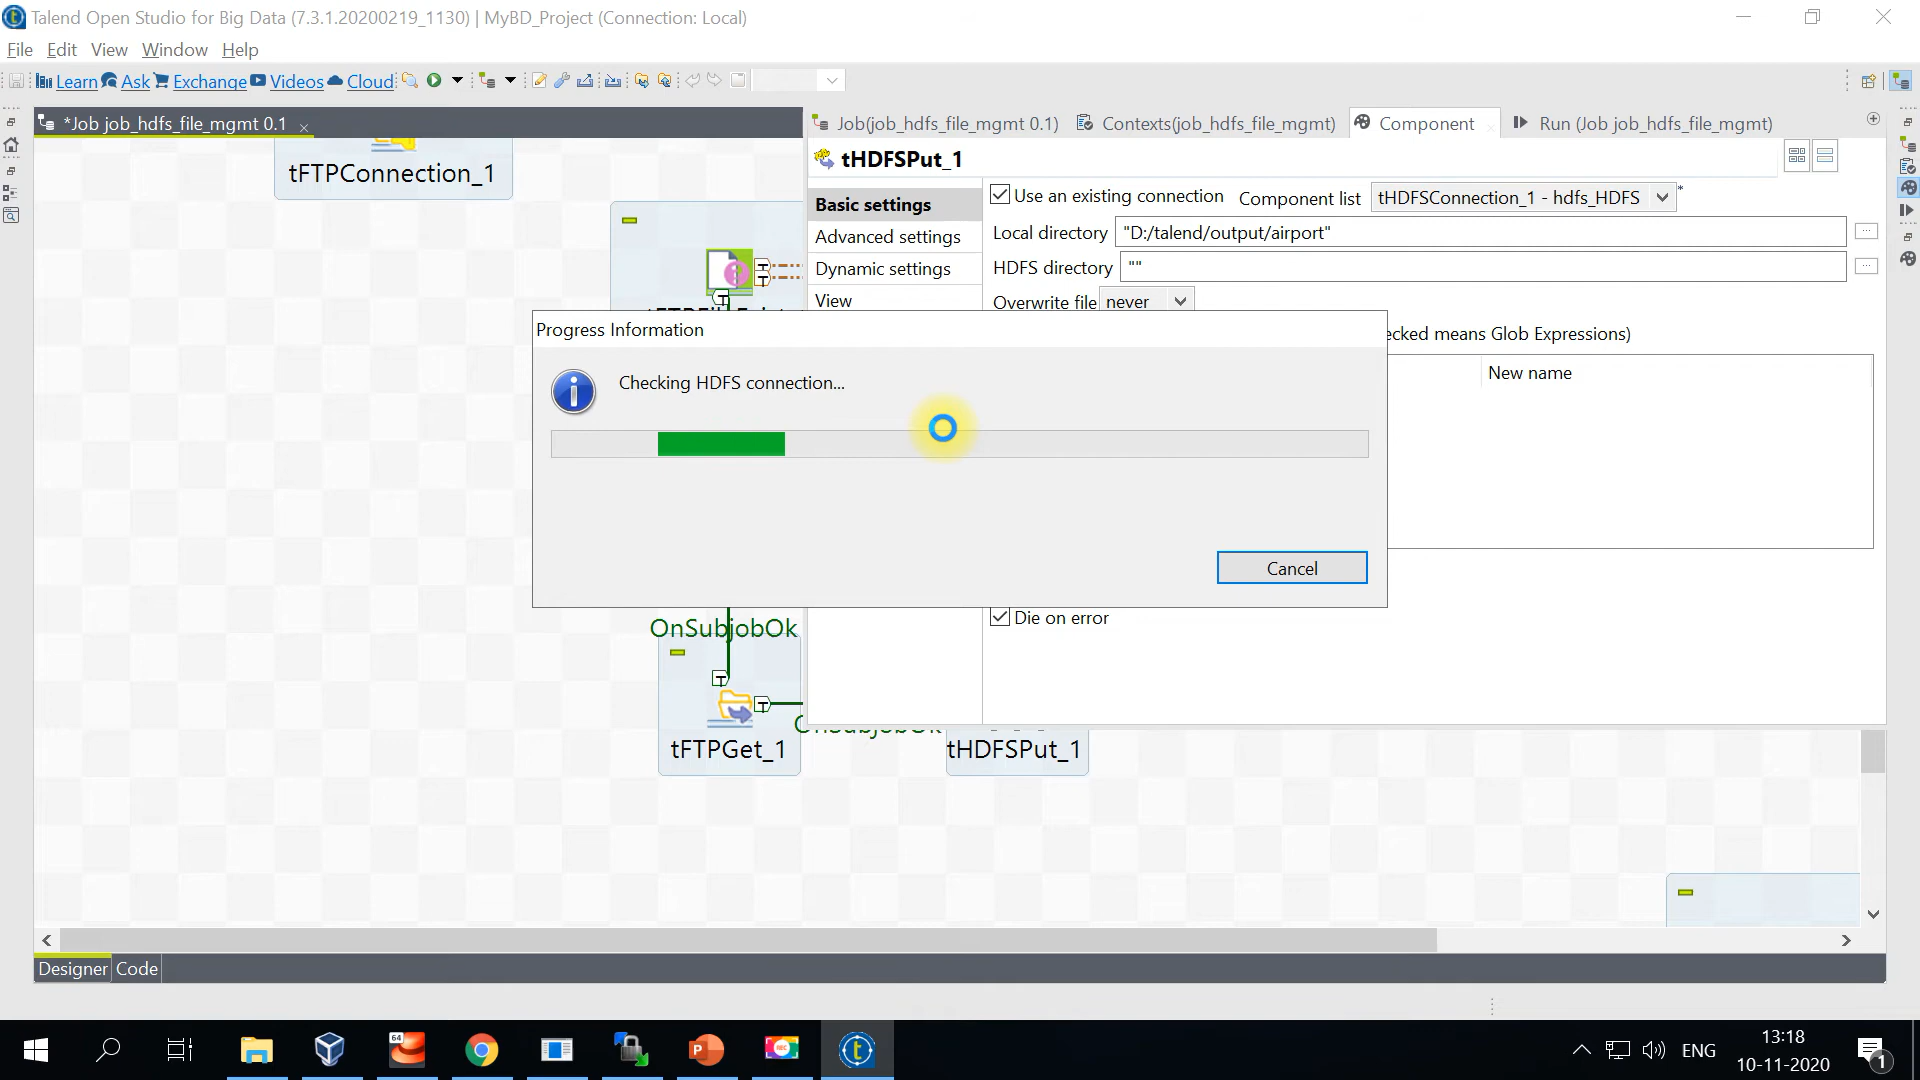 Talend Open Studio for Big Data (7.3.1.20200219_1130) | MyBD_Project (Connection: Local)
File Edit View Window Help
Learn Ask Exchange Videos Cloud
*Job job_hdfs_file_mgmt 0.1
Job(job_hdfs_file_mgmt 0.1) Contexts(job_hdfs_file_mgmt) Component Run (Job job_hdfs_file_mgmt)
tFTPConnection_1
tHDFSPut_1
Basic settings
Advanced settings
Dynamic settings
View
Use an existing connection Component list tHDFSConnection_1 - hdfs_HDFS *
Local directory "D:/talend/output/airport"
HDFS directory ""
Overwrite file never
ecked means Glob Expressions)
New name
Progress Information
Checking HDFS connection...
Cancel
Die on error
OnSubjobOk
OnSubjobOk
tFTPGet_1
tHDFSPut_1
Designer Code
64
REC
ENG
13:18
10-11-2020
1